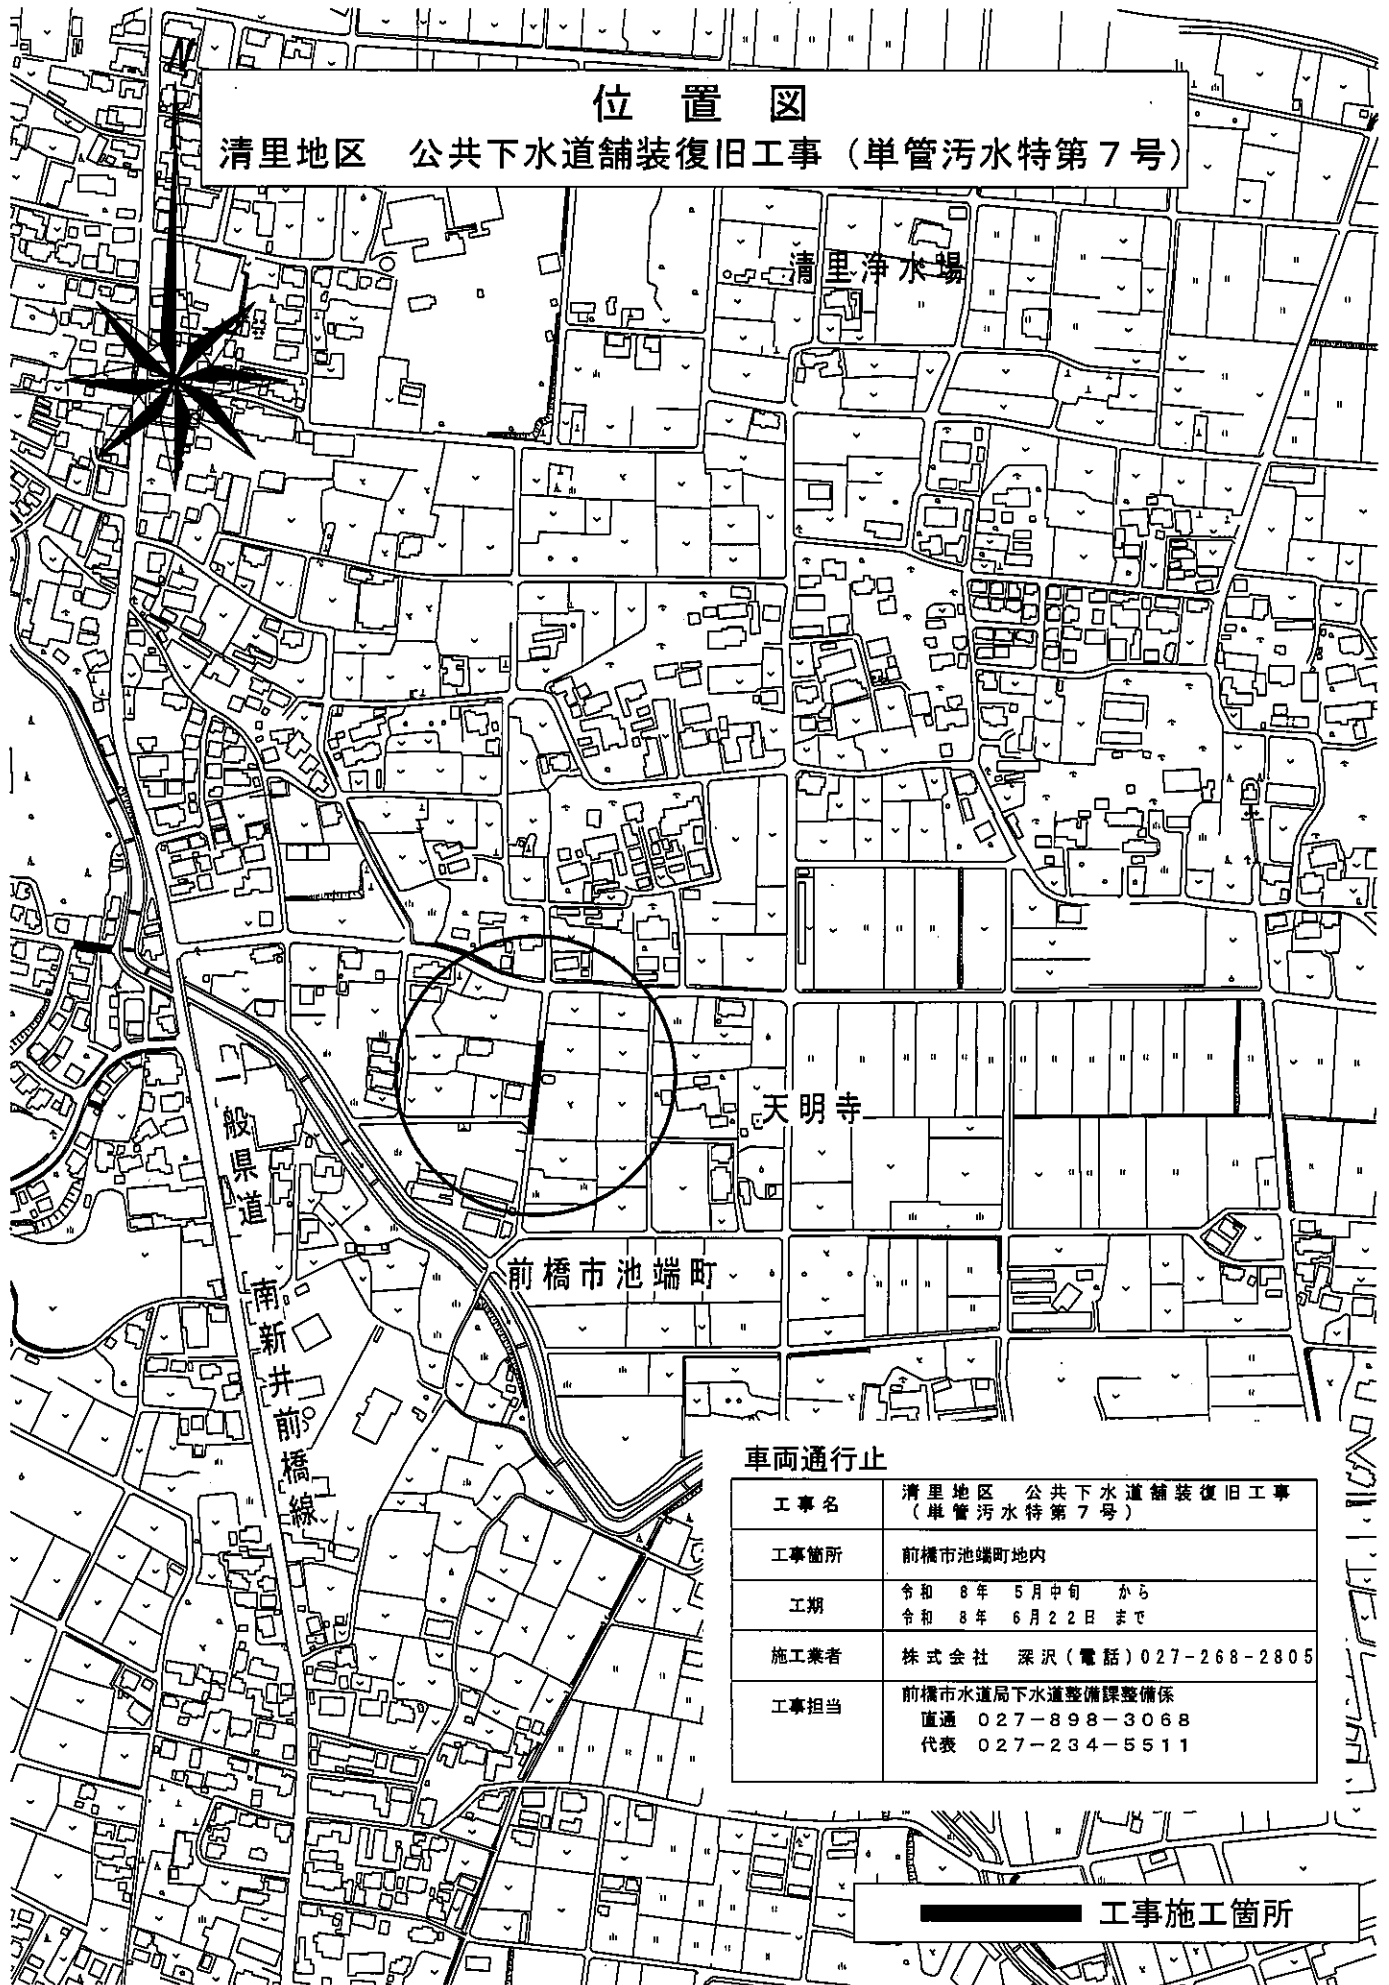 N
位 置 図
清里地区 公共下水道舗装復旧工事（単管汚水特第７号）
清里浄水場
天明寺
前橋市池端町
一般県道 南新井前橋線
車両通行止
工事名 清里地区 公共下水道舗装復旧工事
（単管汚水特第７号）
工事箇所 前橋市池端町地内
工期 令和 ８年 ５月中旬 から
令和 ８年 ６月２２日 まで
施工業者 株式会社 深沢(電話)027-268-2805
工事担当 前橋市水道局下水道整備課整備係
直通 ０２７－８９８－３０６８
代表 ０２７－２３４－５５１１
工事施工箇所